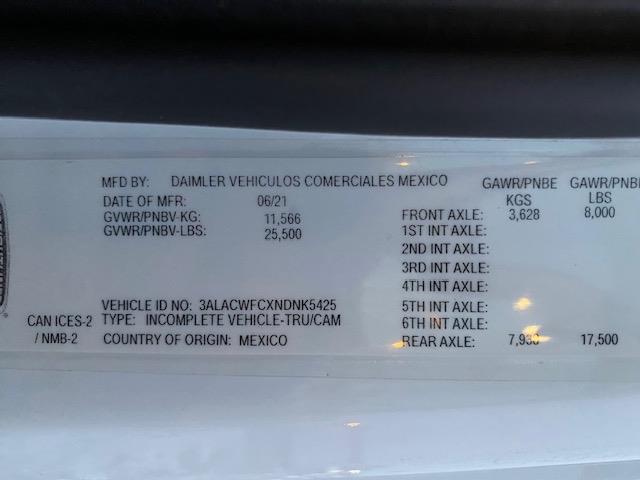 MFD BY: DAIMLER VEHICULOS COMERCIALES MEXICO
DATE OF MFR: 06/21
GVWR/PNBV-KG: 11,566
GVWR/PNBV-LBS: 25,500
GAWR/PNBE GAWR/PNBE
KGS LBS
FRONT AXLE: 3,628 8,000
1ST INT AXLE:
2ND INT AXLE:
3RD INT AXLE:
4TH INT AXLE:
5TH INT AXLE:
6TH INT AXLE:
REAR AXLE: 7,930 17,500
VEHICLE ID NO: 3ALACWFCXNDNK5425
TYPE: INCOMPLETE VEHICLE-TRU/CAM
COUNTRY OF ORIGIN: MEXICO
CAN ICES-2
/ NMB-2